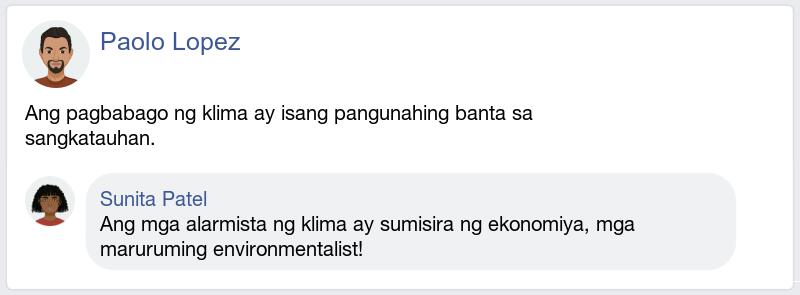 Paolo Lopez
Ang pagbabago ng klima ay isang pangunahing banta sa
sangkatauhan.
Sunita Patel
Ang mga alarmista ng klima ay sumisira ng ekonomiya, mga
maruruming environmentalist!